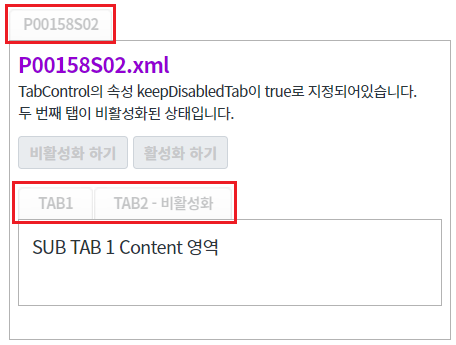 P00158S02
P00158S02.xml
TabControl의 속성 keepDisabledTab이 true로 지정되어있습니다.
두 번째 탭이 비활성화된 상태입니다.
비활성화 하기 활성화 하기
TAB1 TAB2 - 비활성화
SUB TAB 1 Content 영역